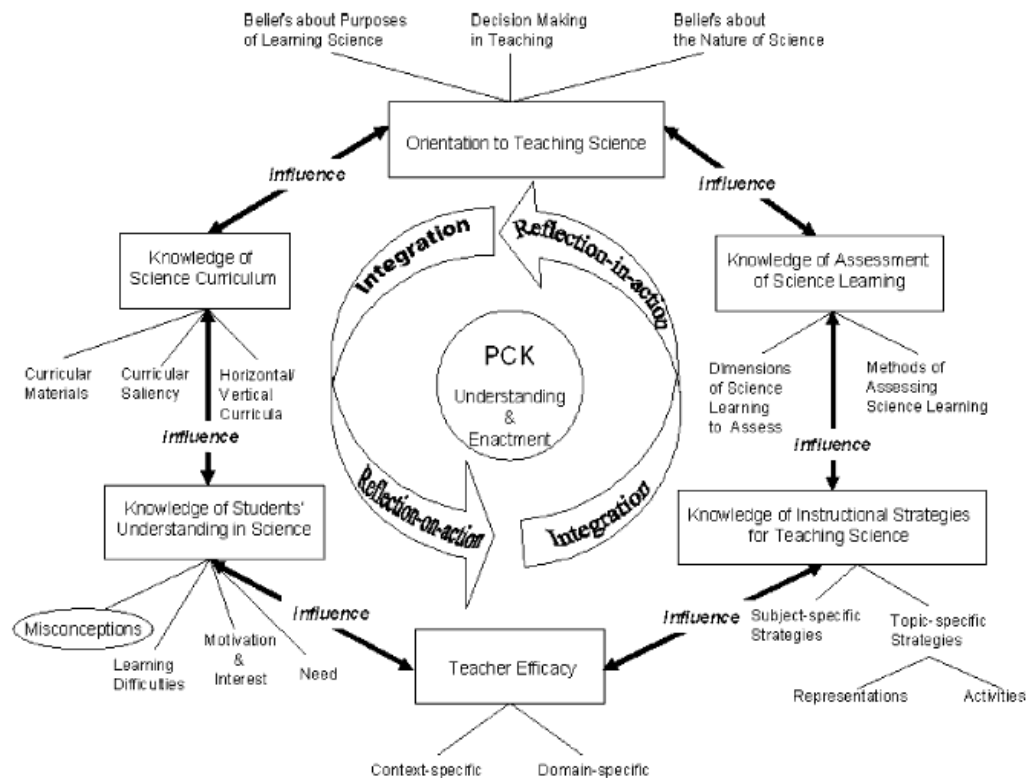 Beliefs about Purposes
of Learning Science
Decision Making
in Teaching
Beliefs about
the Nature of Science
Orientation to Teaching Science
influence
influence
Integration
Reflection-in-action
Knowledge of
Science Curriculum
Knowledge of Assessment
of Science Learning
PCK
Understanding
&
Enactment
Curricular
Materials
Curricular
Saliency
Horizontal/
Vertical
Curricula
Dimensions
of Science
Learning
to Assess
Methods of
Assessing
Science Learning
influence
influence
Reflection-on-action
Integration
Knowledge of Students'
Understanding in Science
Knowledge of Instructional Strategies
for Teaching Science
Misconceptions
Learning
Difficulties
Motivation
&
Interest
Need
influence
influence
Subject-specific
Strategies
Topic-specific
Strategies
Teacher Efficacy
Representations
Activities
Context-specific
Domain-specific